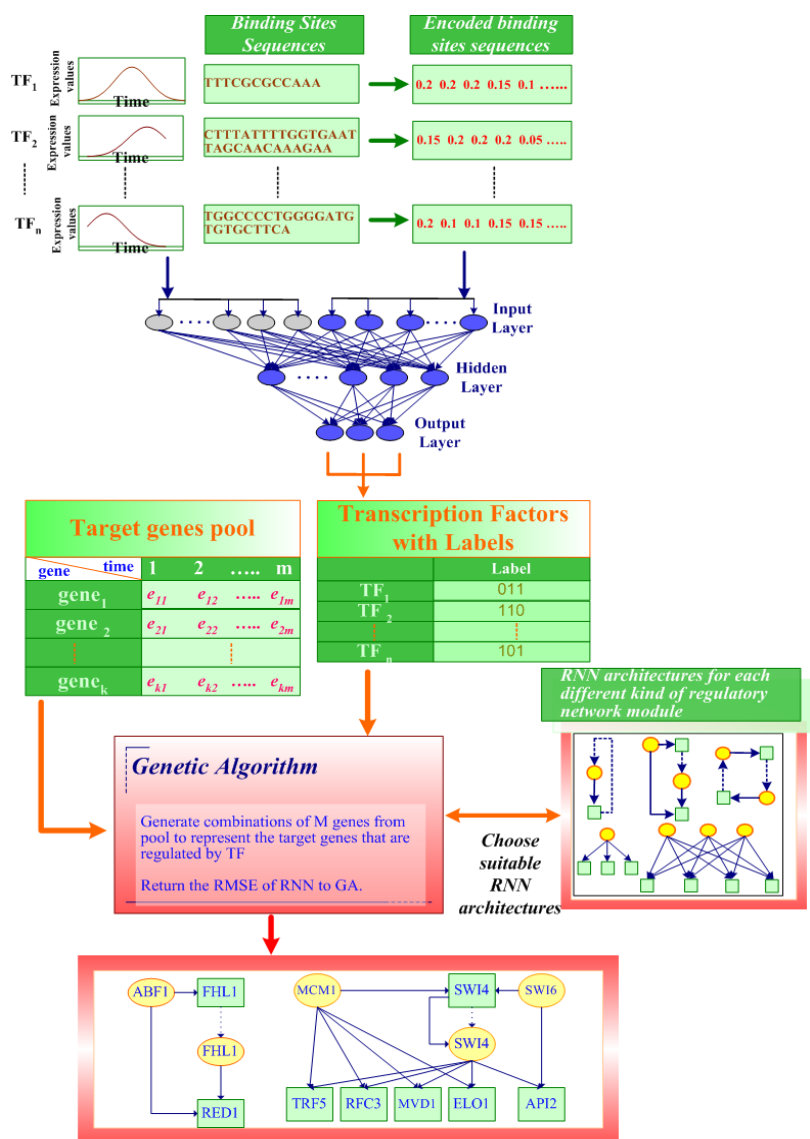 Binding Sites
Sequences
Encoded binding
sites sequences
TF1
Expression
values
Time
TTTCGCGCCAAA
0.2 0.2 0.2 0.15 0.1 ......
TF2
Expression
values
Time
CTTTATTTTGGTGAAT
TAGCAACAAAGAA
0.15 0.2 0.2 0.2 0.05 .....
TFn
Expression
values
Time
TGGCCCCTGGGGATG
TGTGCTTCA
0.2 0.1 0.1 0.15 0.15 .....
Input
Layer
Hidden
Layer
Output
Layer
Target genes pool
gene time 1 2 ..... m
gene1 e11 e12 ..... e1m
gene2 e21 e22 ..... e2m
genek ek1 ek2 ..... ekm
Transcription Factors
with Labels
Label
TF1 011
TF2 110
TFn 101
RNN architectures for each
different kind of regulatory
network module
Genetic Algorithm
Generate combinations of M genes from
pool to represent the target genes that are
regulated by TF
Return the RMSE of RNN to GA.
Choose
suitable
RNN
architectures
ABF1 FHL1
FHL1
RED1
MCM1 SWI4 SWI6
SWI4
TRF5 RFC3 MVD1 ELO1 API2